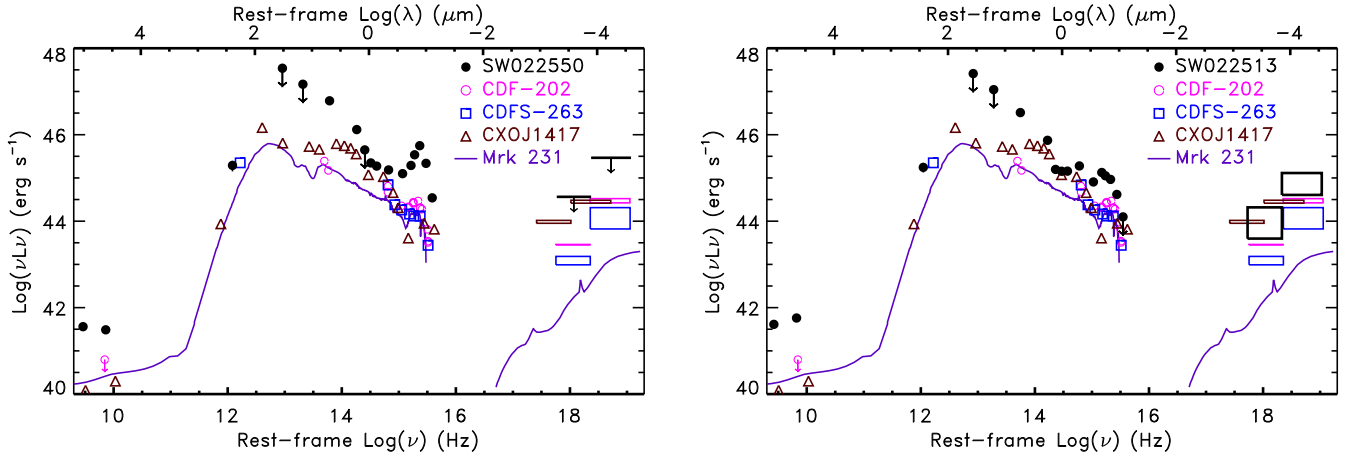 Rest-frame Log(λ) (μm)
4 2 0 −2 −4
48
46
44
42
40
Log(νLν) (erg s⁻¹)
SW022550
CDF-202
CDFS-263
CXOJ1417
Mrk 231
10 12 14 16 18
Rest-frame Log(ν) (Hz)
Rest-frame Log(λ) (μm)
4 2 0 −2 −4
48
46
44
42
40
Log(νLν) (erg s⁻¹)
SW022513
CDF-202
CDFS-263
CXOJ1417
Mrk 231
10 12 14 16 18
Rest-frame Log(ν) (Hz)